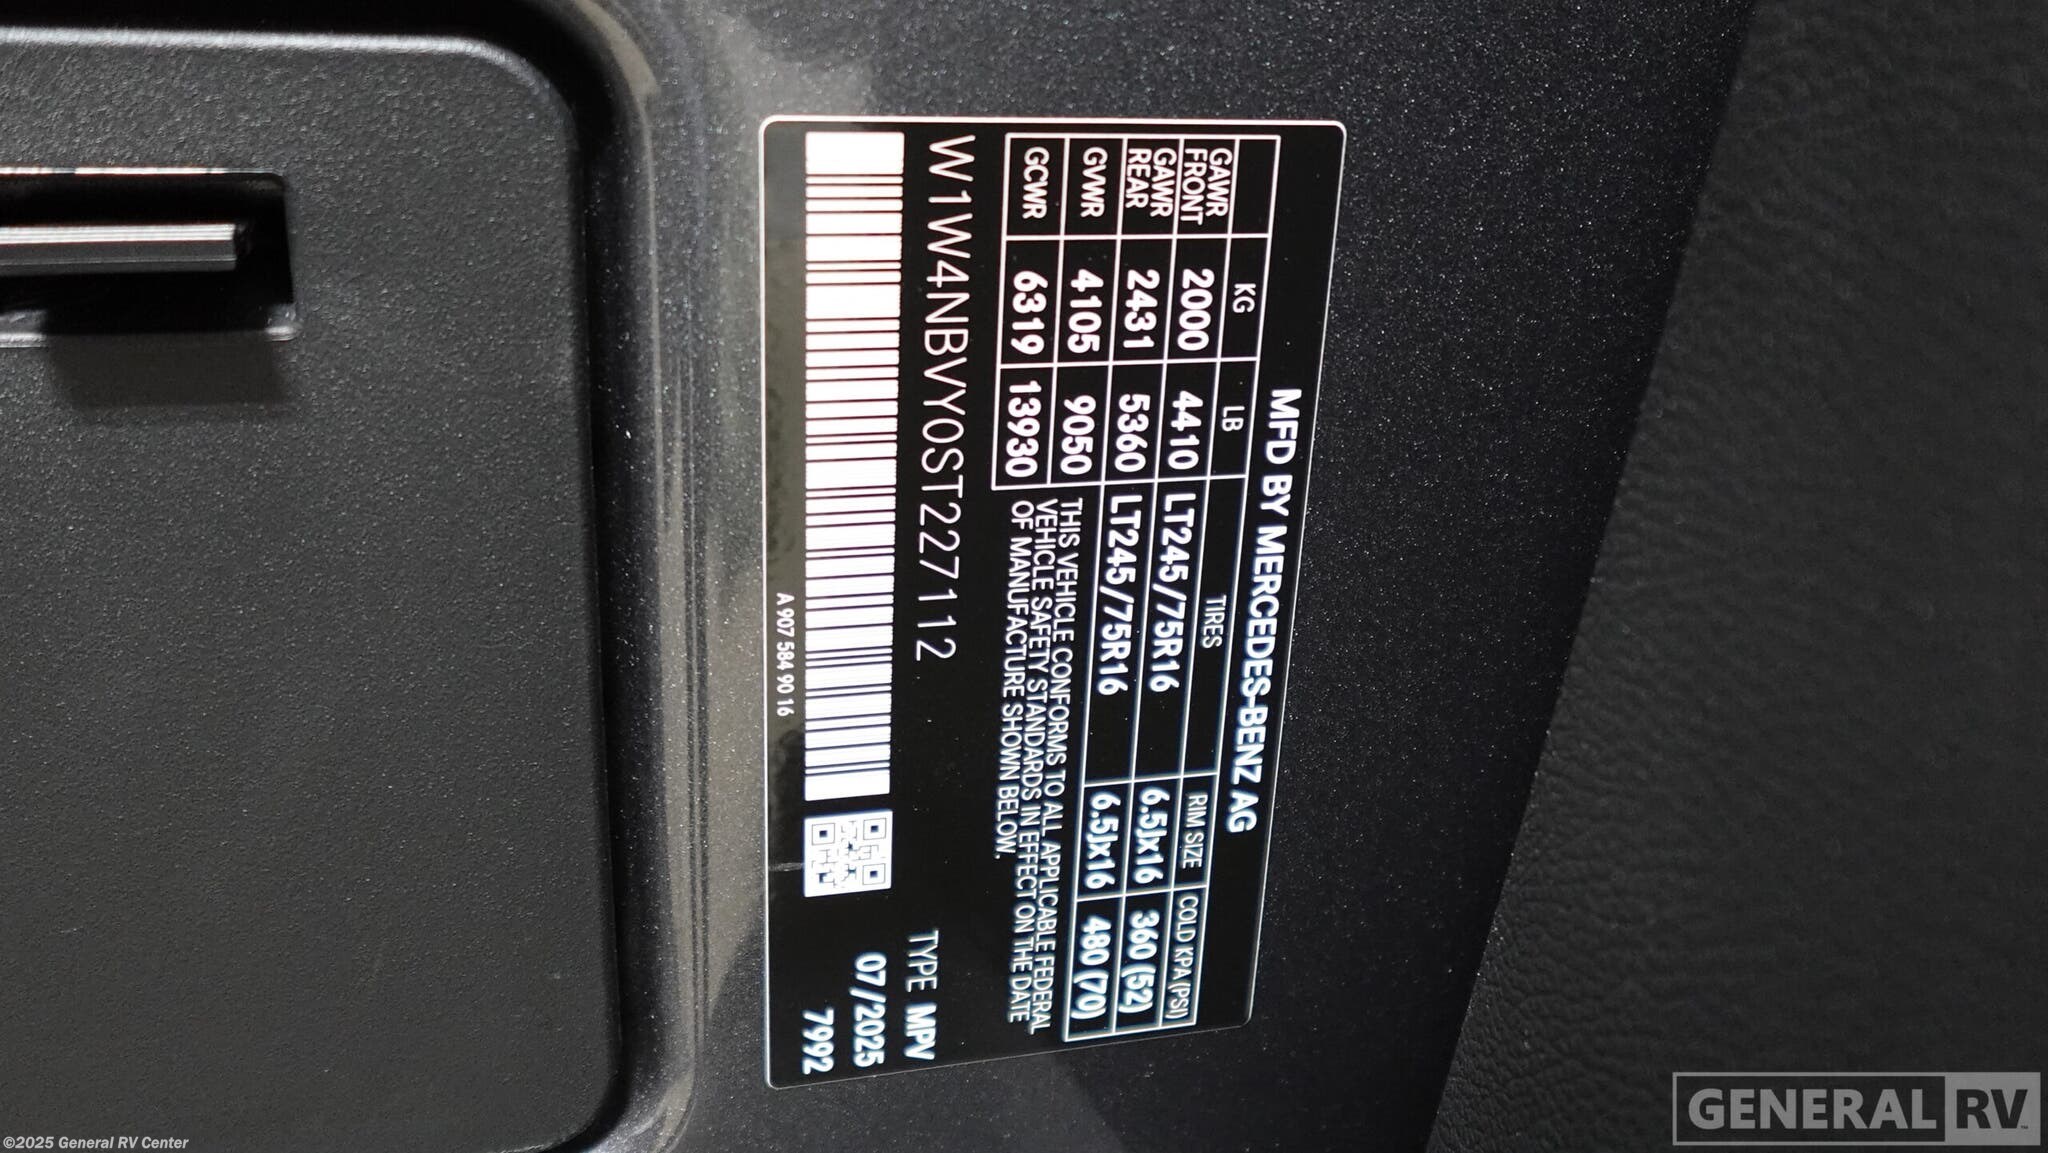 MFD BY MERCEDES-BENZ AG
KG LB TIRES RIM SIZE COLD KPA (PSI)
GAWR FRONT 2000 4410 LT245/75R16 6.5Jx16 360 (52)
GAWR REAR 2431 5360 LT245/75R16 6.5Jx16 480 (70)
GVWR 4105 9050
GCWR 6319 13930
THIS VEHICLE CONFORMS TO ALL APPLICABLE FEDERAL
VEHICLE SAFETY STANDARDS IN EFFECT ON THE DATE
OF MANUFACTURE SHOWN BELOW.
W1W4NBVY0ST227112
TYPE MPV
07/2025
7992
A 907 584 90 16
©2025 General RV Center
GENERAL RV